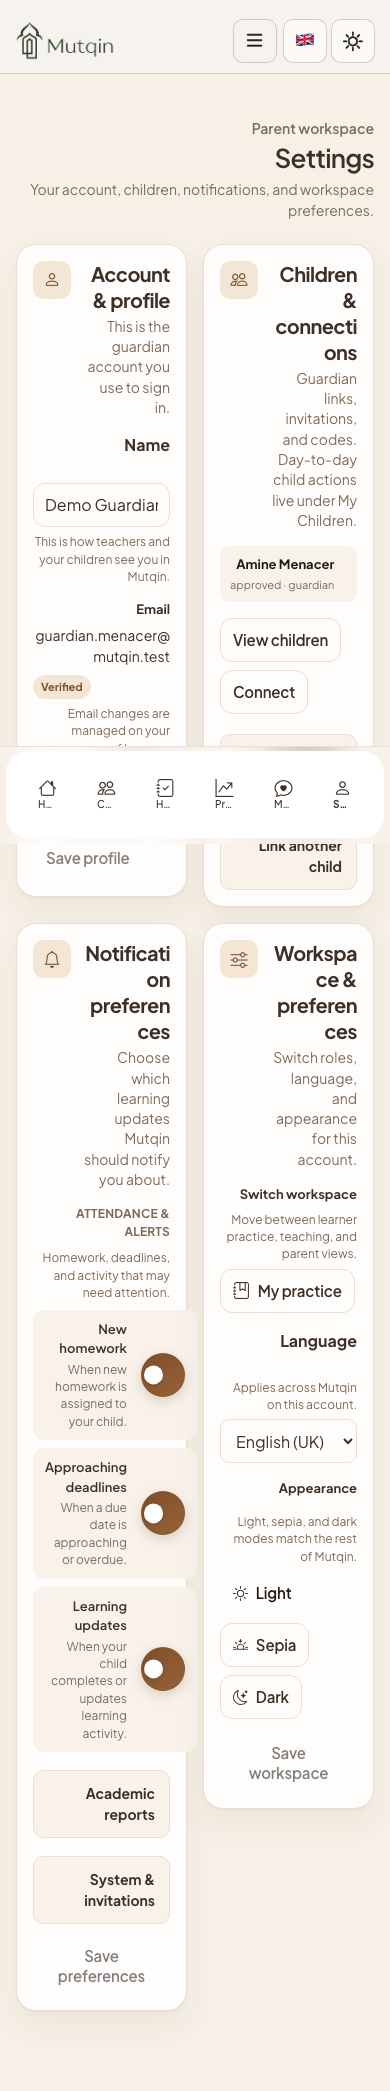 Mutqin
Parent workspace
Settings
Your account, children, notifications, and workspace
preferences.
Account
& profile
This is the
guardian
account you
use to sign
in.
Name
Demo Guardian
This is how teachers and
your children see you in
Mutqin.
Email
guardian.menacer@
mutqin.test
Verified
Email changes are
managed on your
Save profile
Children
&
connecti
ons
Guardian
links,
invitations,
and codes.
Day-to-day
child actions
live under My
Children.
Amine Menacer
approved · guardian
View children
Connect
Link another
child
H...
C...
H...
Pr...
M...
S...
Notificati
on
preferen
ces
Choose
which
learning
updates
Mutqin
should notify
you about.
ATTENDANCE &
ALERTS
Homework, deadlines,
and activity that may
need attention.
New
homework
When new
homework is
assigned to
your child.
Approaching
deadlines
When a due
date is
approaching
or overdue.
Learning
updates
When your
child
completes or
updates
learning
activity.
Academic
reports
System &
invitations
Save
preferences
Workspa
ce &
preferen
ces
Switch roles,
language,
and
appearance
for this
account.
Switch workspace
Move between learner
practice, teaching, and
parent views.
My practice
Language
Applies across Mutqin
on this account.
English (UK)
Appearance
Light, sepia, and dark
modes match the rest
of Mutqin.
Light
Sepia
Dark
Save
workspace